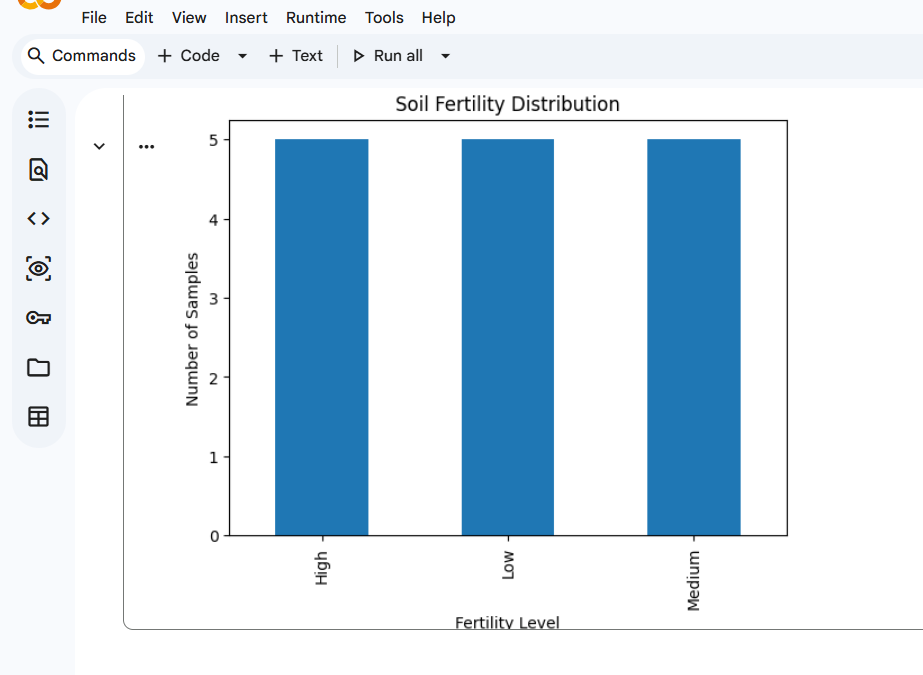 File Edit View Insert Runtime Tools Help
Commands + Code + Text Run all
Soil Fertility Distribution
5
4
3
2
1
0
Number of Samples
High Low Medium
Fertility Level